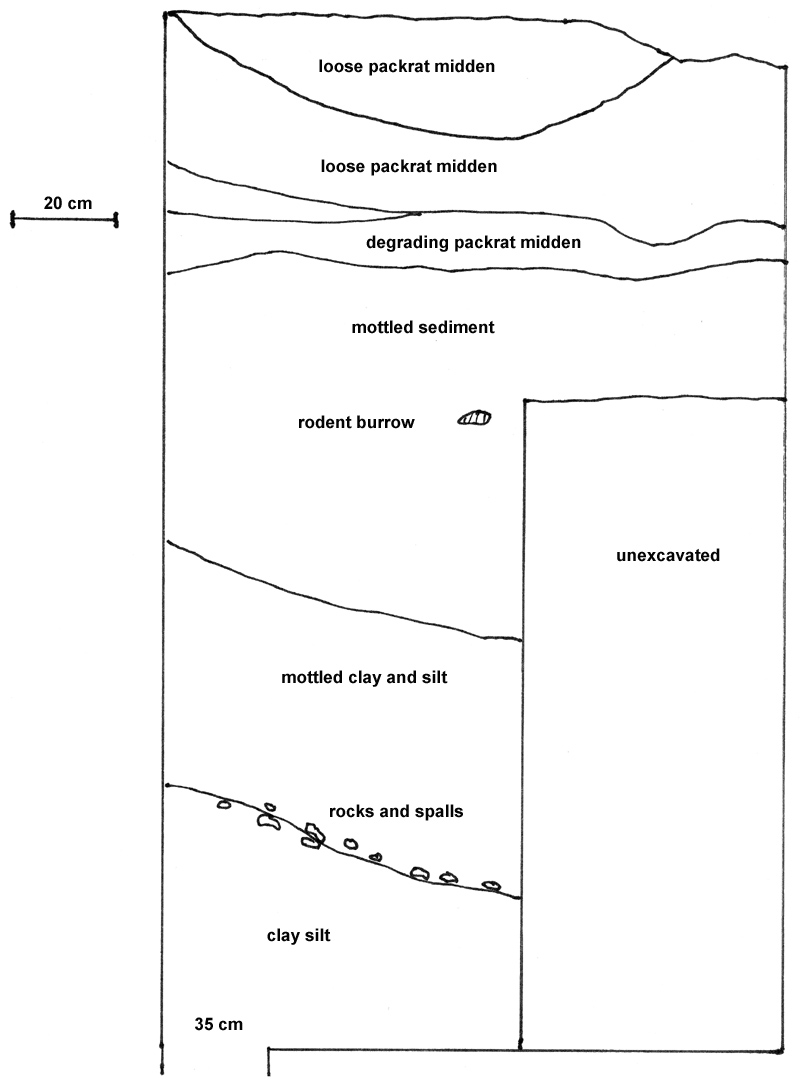 loose packrat midden
loose packrat midden
20 cm
degrading packrat midden
mottled sediment
rodent burrow
unexcavated
mottled clay and silt
rocks and spalls
clay silt
35 cm